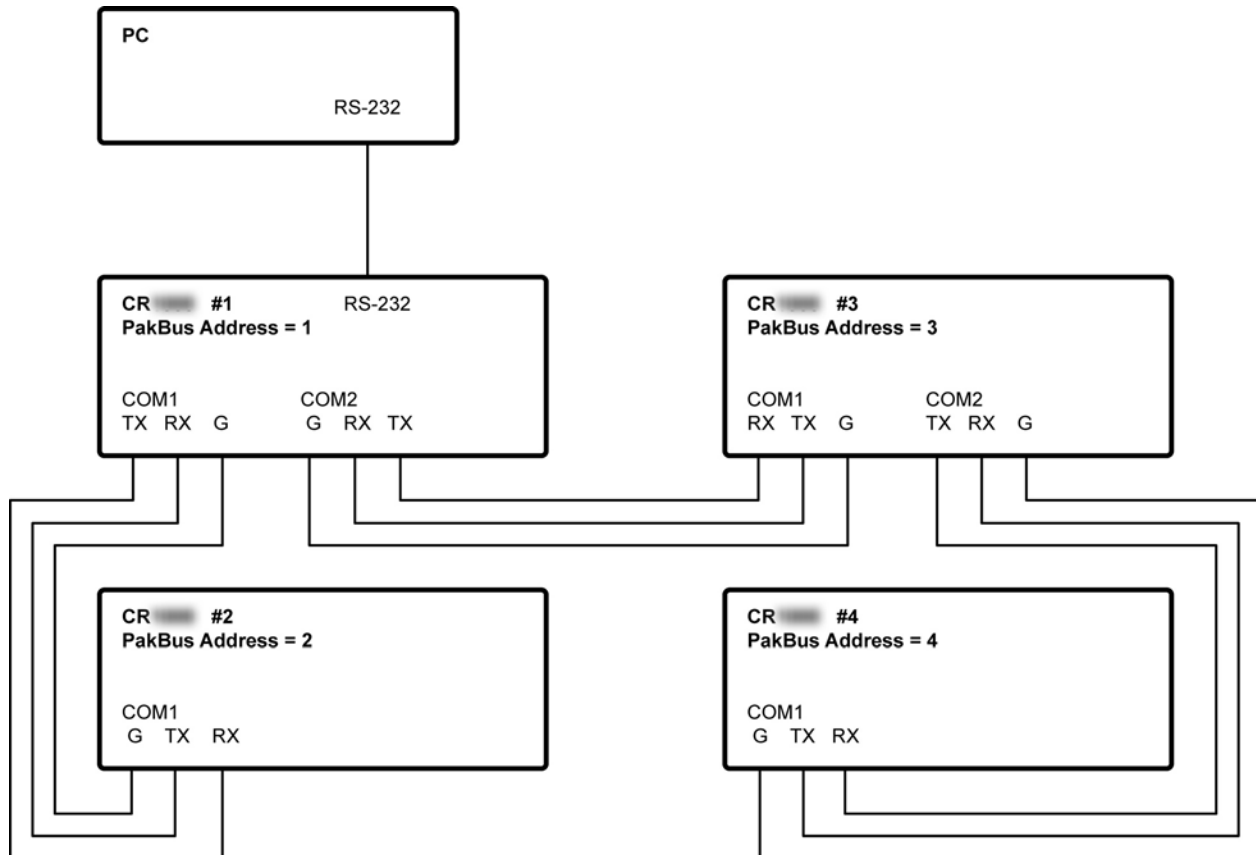 PC
RS-232
CR #1 RS-232
PakBus Address = 1
COM1 COM2
TX RX G G RX TX
CR #3
PakBus Address = 3
COM1 COM2
RX TX G TX RX G
CR #2
PakBus Address = 2
COM1
G TX RX
CR #4
PakBus Address = 4
COM1
G TX RX